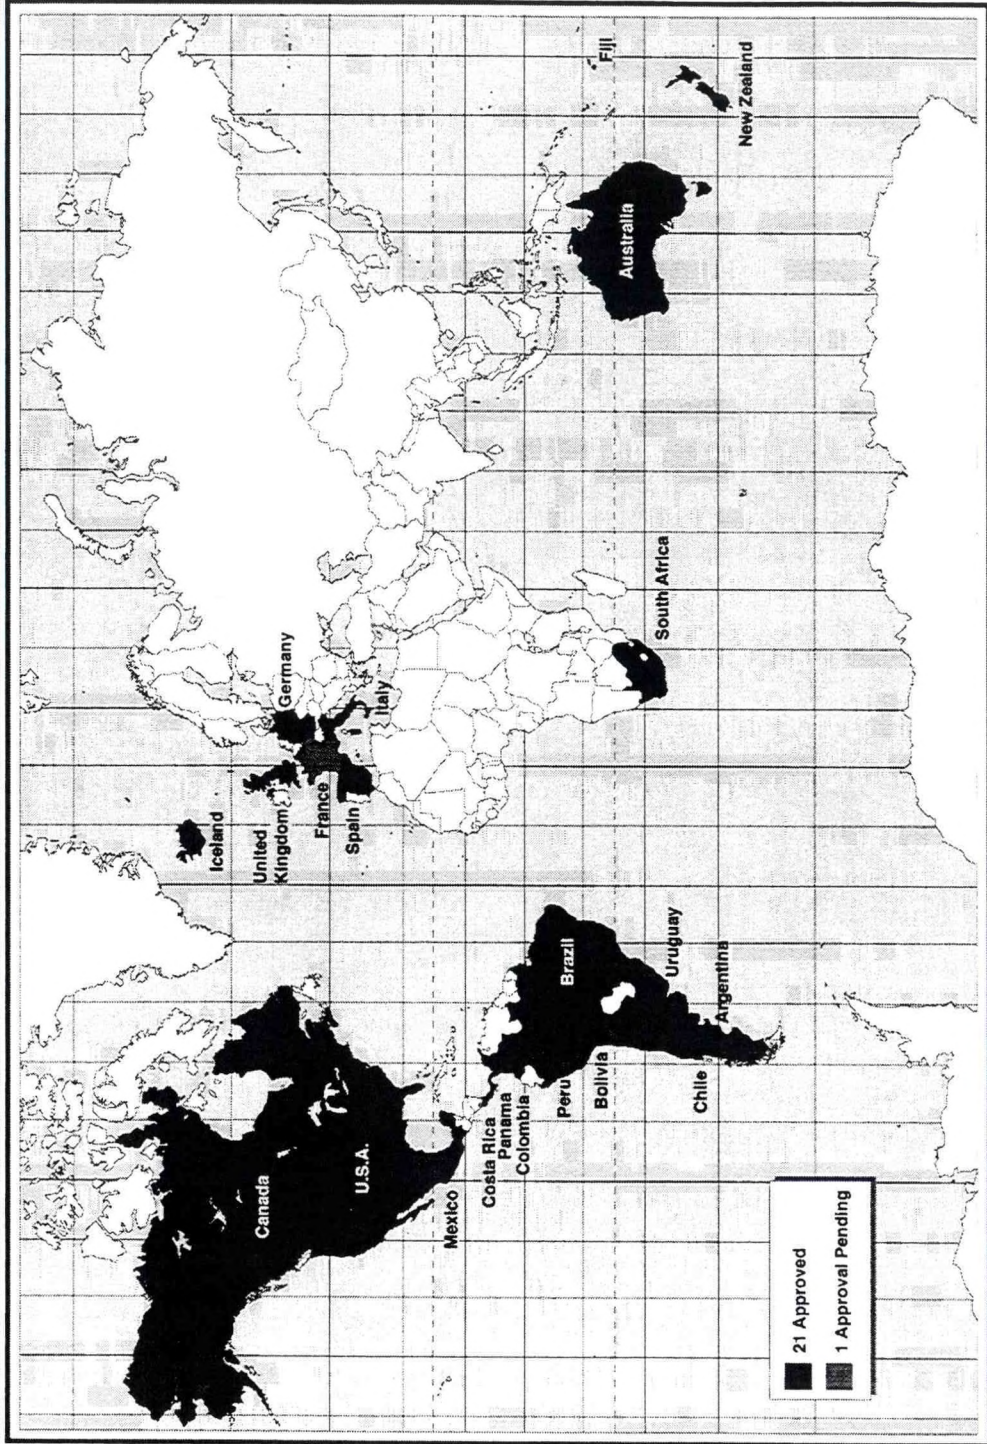 Canada
U.S.A.
Mexico
Costa Rica
Panama
Colombia
Peru
Bolivia
Chile
Brazil
Uruguay
Argentina
Iceland
United
Kingdom
France
Spain
Germany
Italy
South Africa
Australia
Fiji
New Zealand
21 Approved
1 Approval Pending